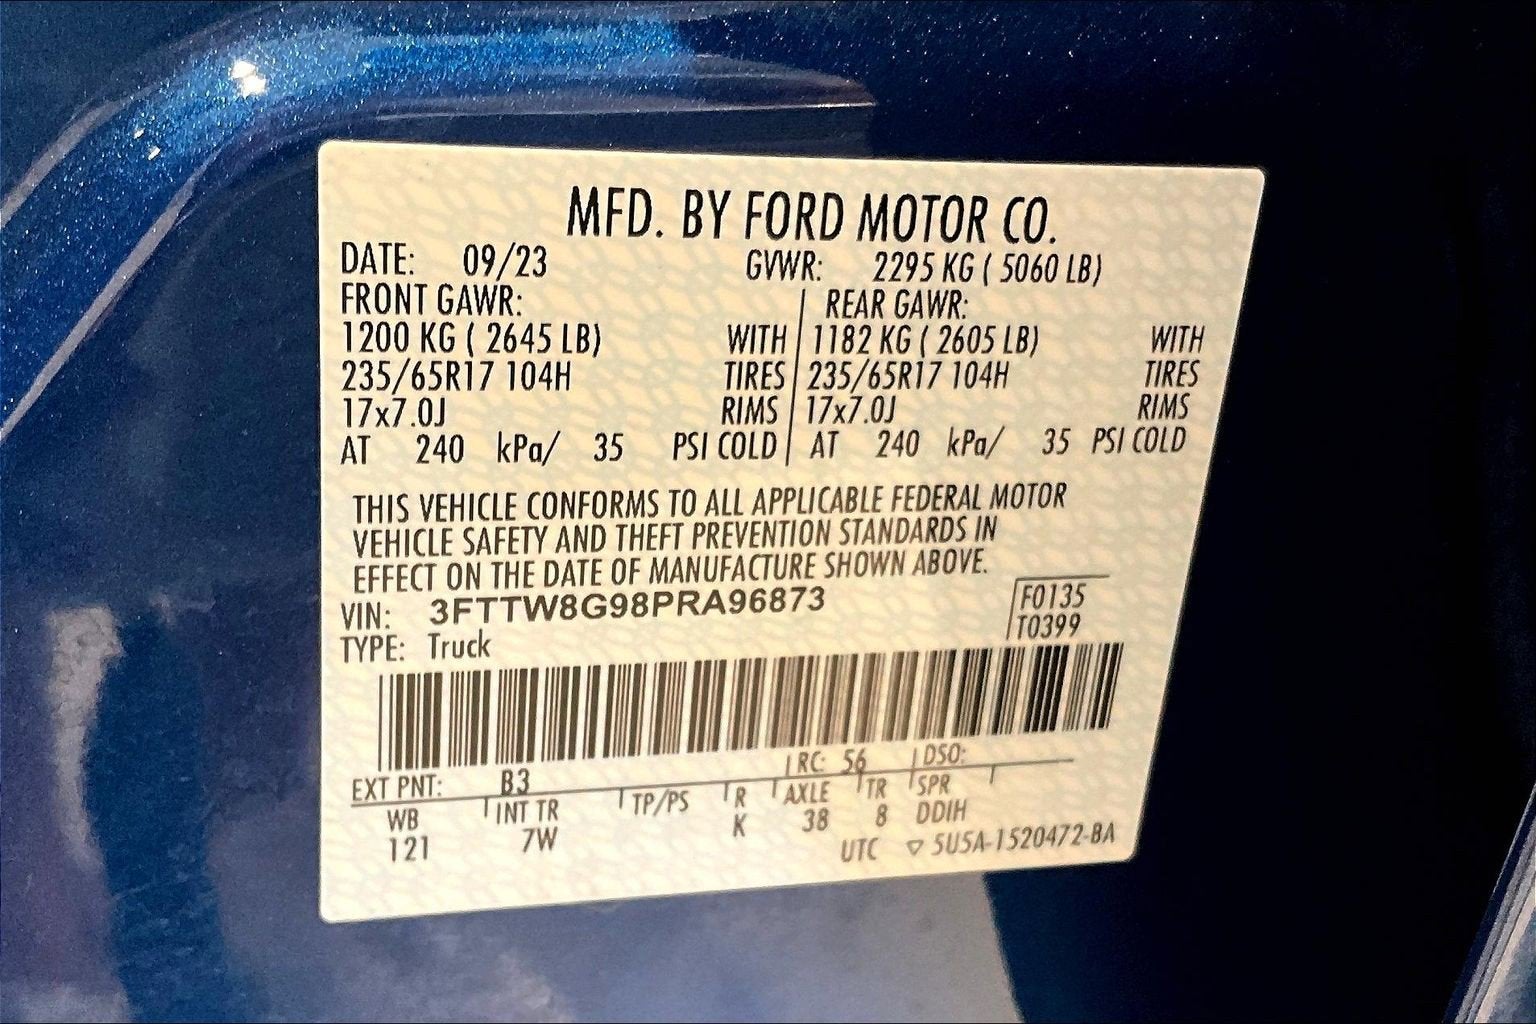 MFD. BY FORD MOTOR CO.
DATE: 09/23 GVWR: 2295 KG ( 5060 LB)
FRONT GAWR: REAR GAWR:
1200 KG ( 2645 LB) WITH 1182 KG ( 2605 LB) WITH
235/65R17 104H TIRES 235/65R17 104H TIRES
17x7.0J RIMS 17x7.0J RIMS
AT 240 kPa/ 35 PSI COLD AT 240 kPa/ 35 PSI COLD
THIS VEHICLE CONFORMS TO ALL APPLICABLE FEDERAL MOTOR
VEHICLE SAFETY AND THEFT PREVENTION STANDARDS IN
EFFECT ON THE DATE OF MANUFACTURE SHOWN ABOVE.
VIN: 3FTTW8G98PRA96873 F0135
TYPE: Truck T0399
EXT PNT: B3 RC: 56 DSO:
WB INT TR TP/PS R AXLE TR SPR
121 7W K 38 8 DDIH
UTC ▽ 5U5A-1520472-BA